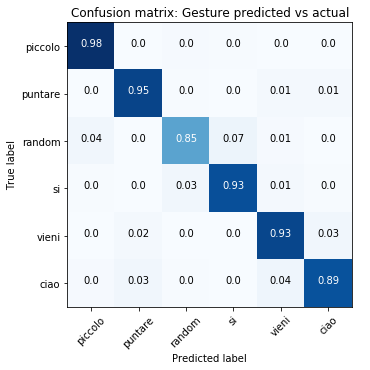 Confusion matrix: Gesture predicted vs actual
True label
piccolo 0.98 0.0 0.0 0.0 0.0 0.0
puntare 0.0 0.95 0.0 0.0 0.01 0.01
random 0.04 0.0 0.85 0.07 0.01 0.0
si 0.0 0.0 0.03 0.93 0.01 0.0
vieni 0.0 0.02 0.0 0.0 0.93 0.03
ciao 0.0 0.03 0.0 0.0 0.04 0.89
piccolo puntare random si vieni ciao
Predicted label